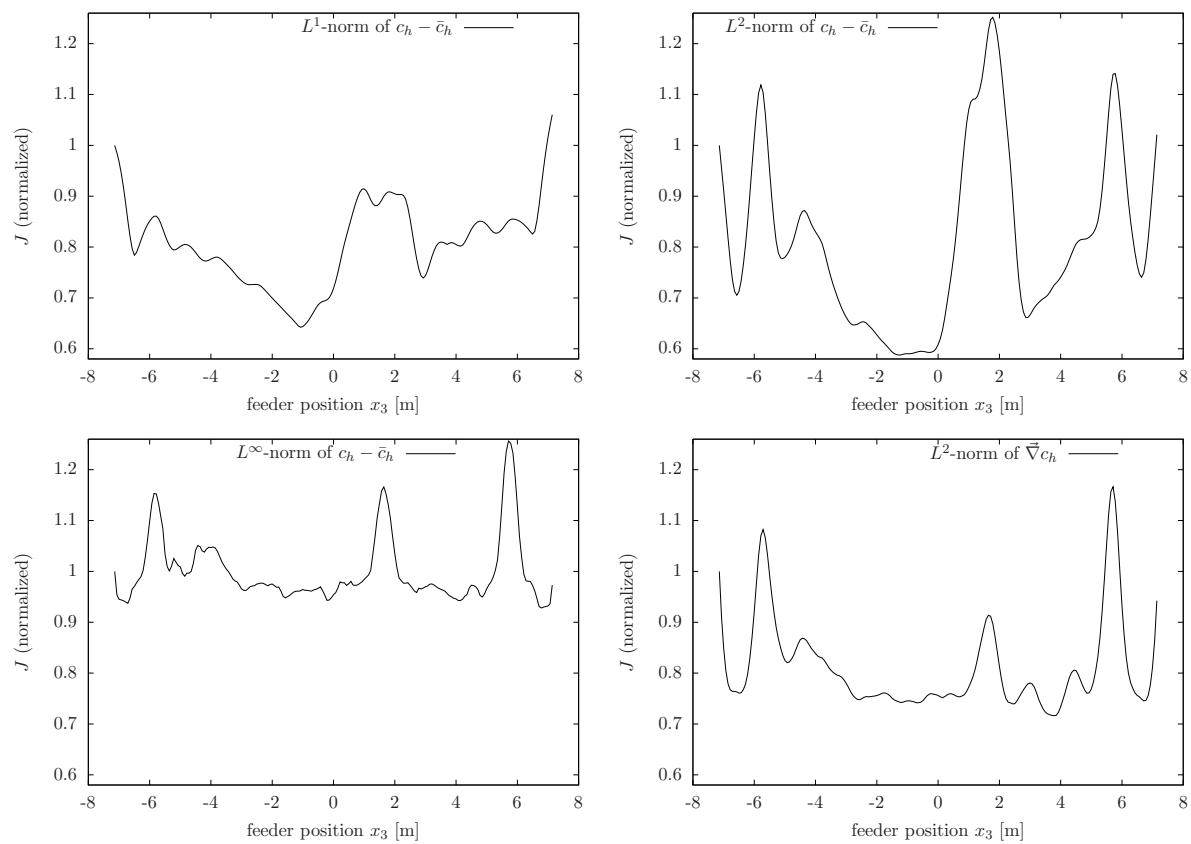 L¹-norm of c_h − c̄_h
J (normalized)
1.2
1.1
1
0.9
0.8
0.7
0.6
-8 -6 -4 -2 0 2 4 6 8
feeder position x₃ [m]
L²-norm of c_h − c̄_h
J (normalized)
1.2
1.1
1
0.9
0.8
0.7
0.6
-8 -6 -4 -2 0 2 4 6 8
feeder position x₃ [m]
L^∞-norm of c_h − c̄_h
J (normalized)
1.2
1.1
1
0.9
0.8
0.7
0.6
-8 -6 -4 -2 0 2 4 6 8
feeder position x₃ [m]
L²-norm of ∇⃗c_h
J (normalized)
1.2
1.1
1
0.9
0.8
0.7
0.6
-8 -6 -4 -2 0 2 4 6 8
feeder position x₃ [m]